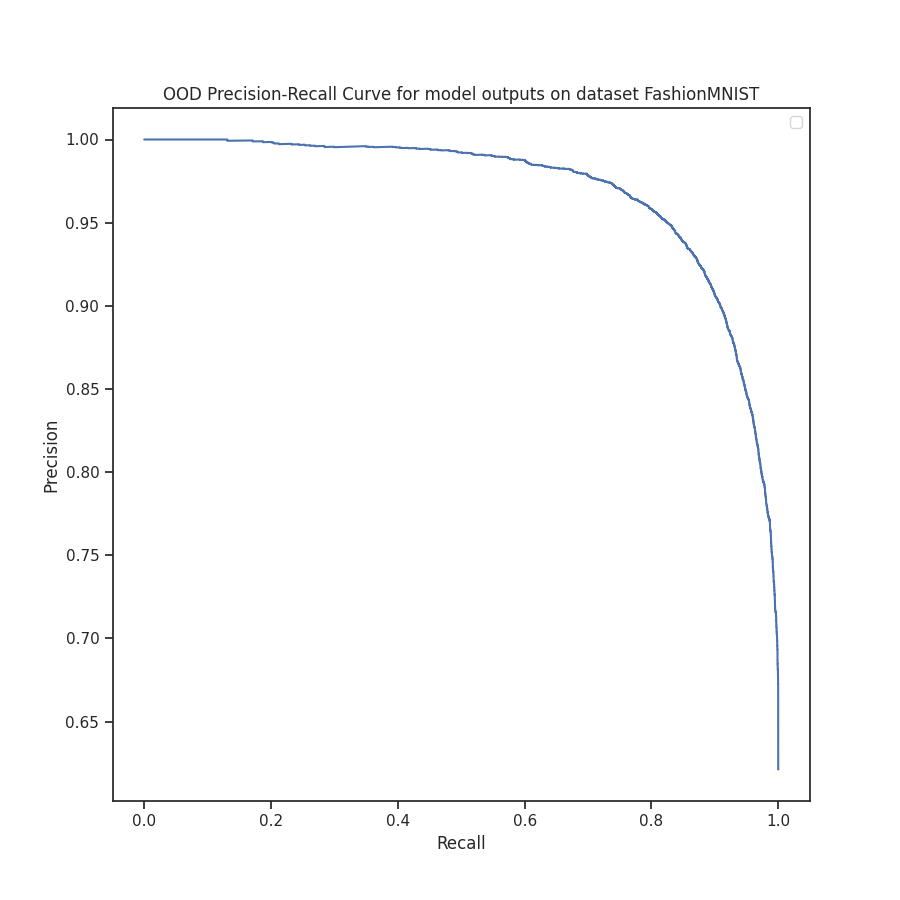 OOD Precision-Recall Curve for model outputs on dataset FashionMNIST
1.00
0.95
0.90
0.85
0.80
0.75
0.70
0.65
Precision
0.0 0.2 0.4 0.6 0.8 1.0
Recall